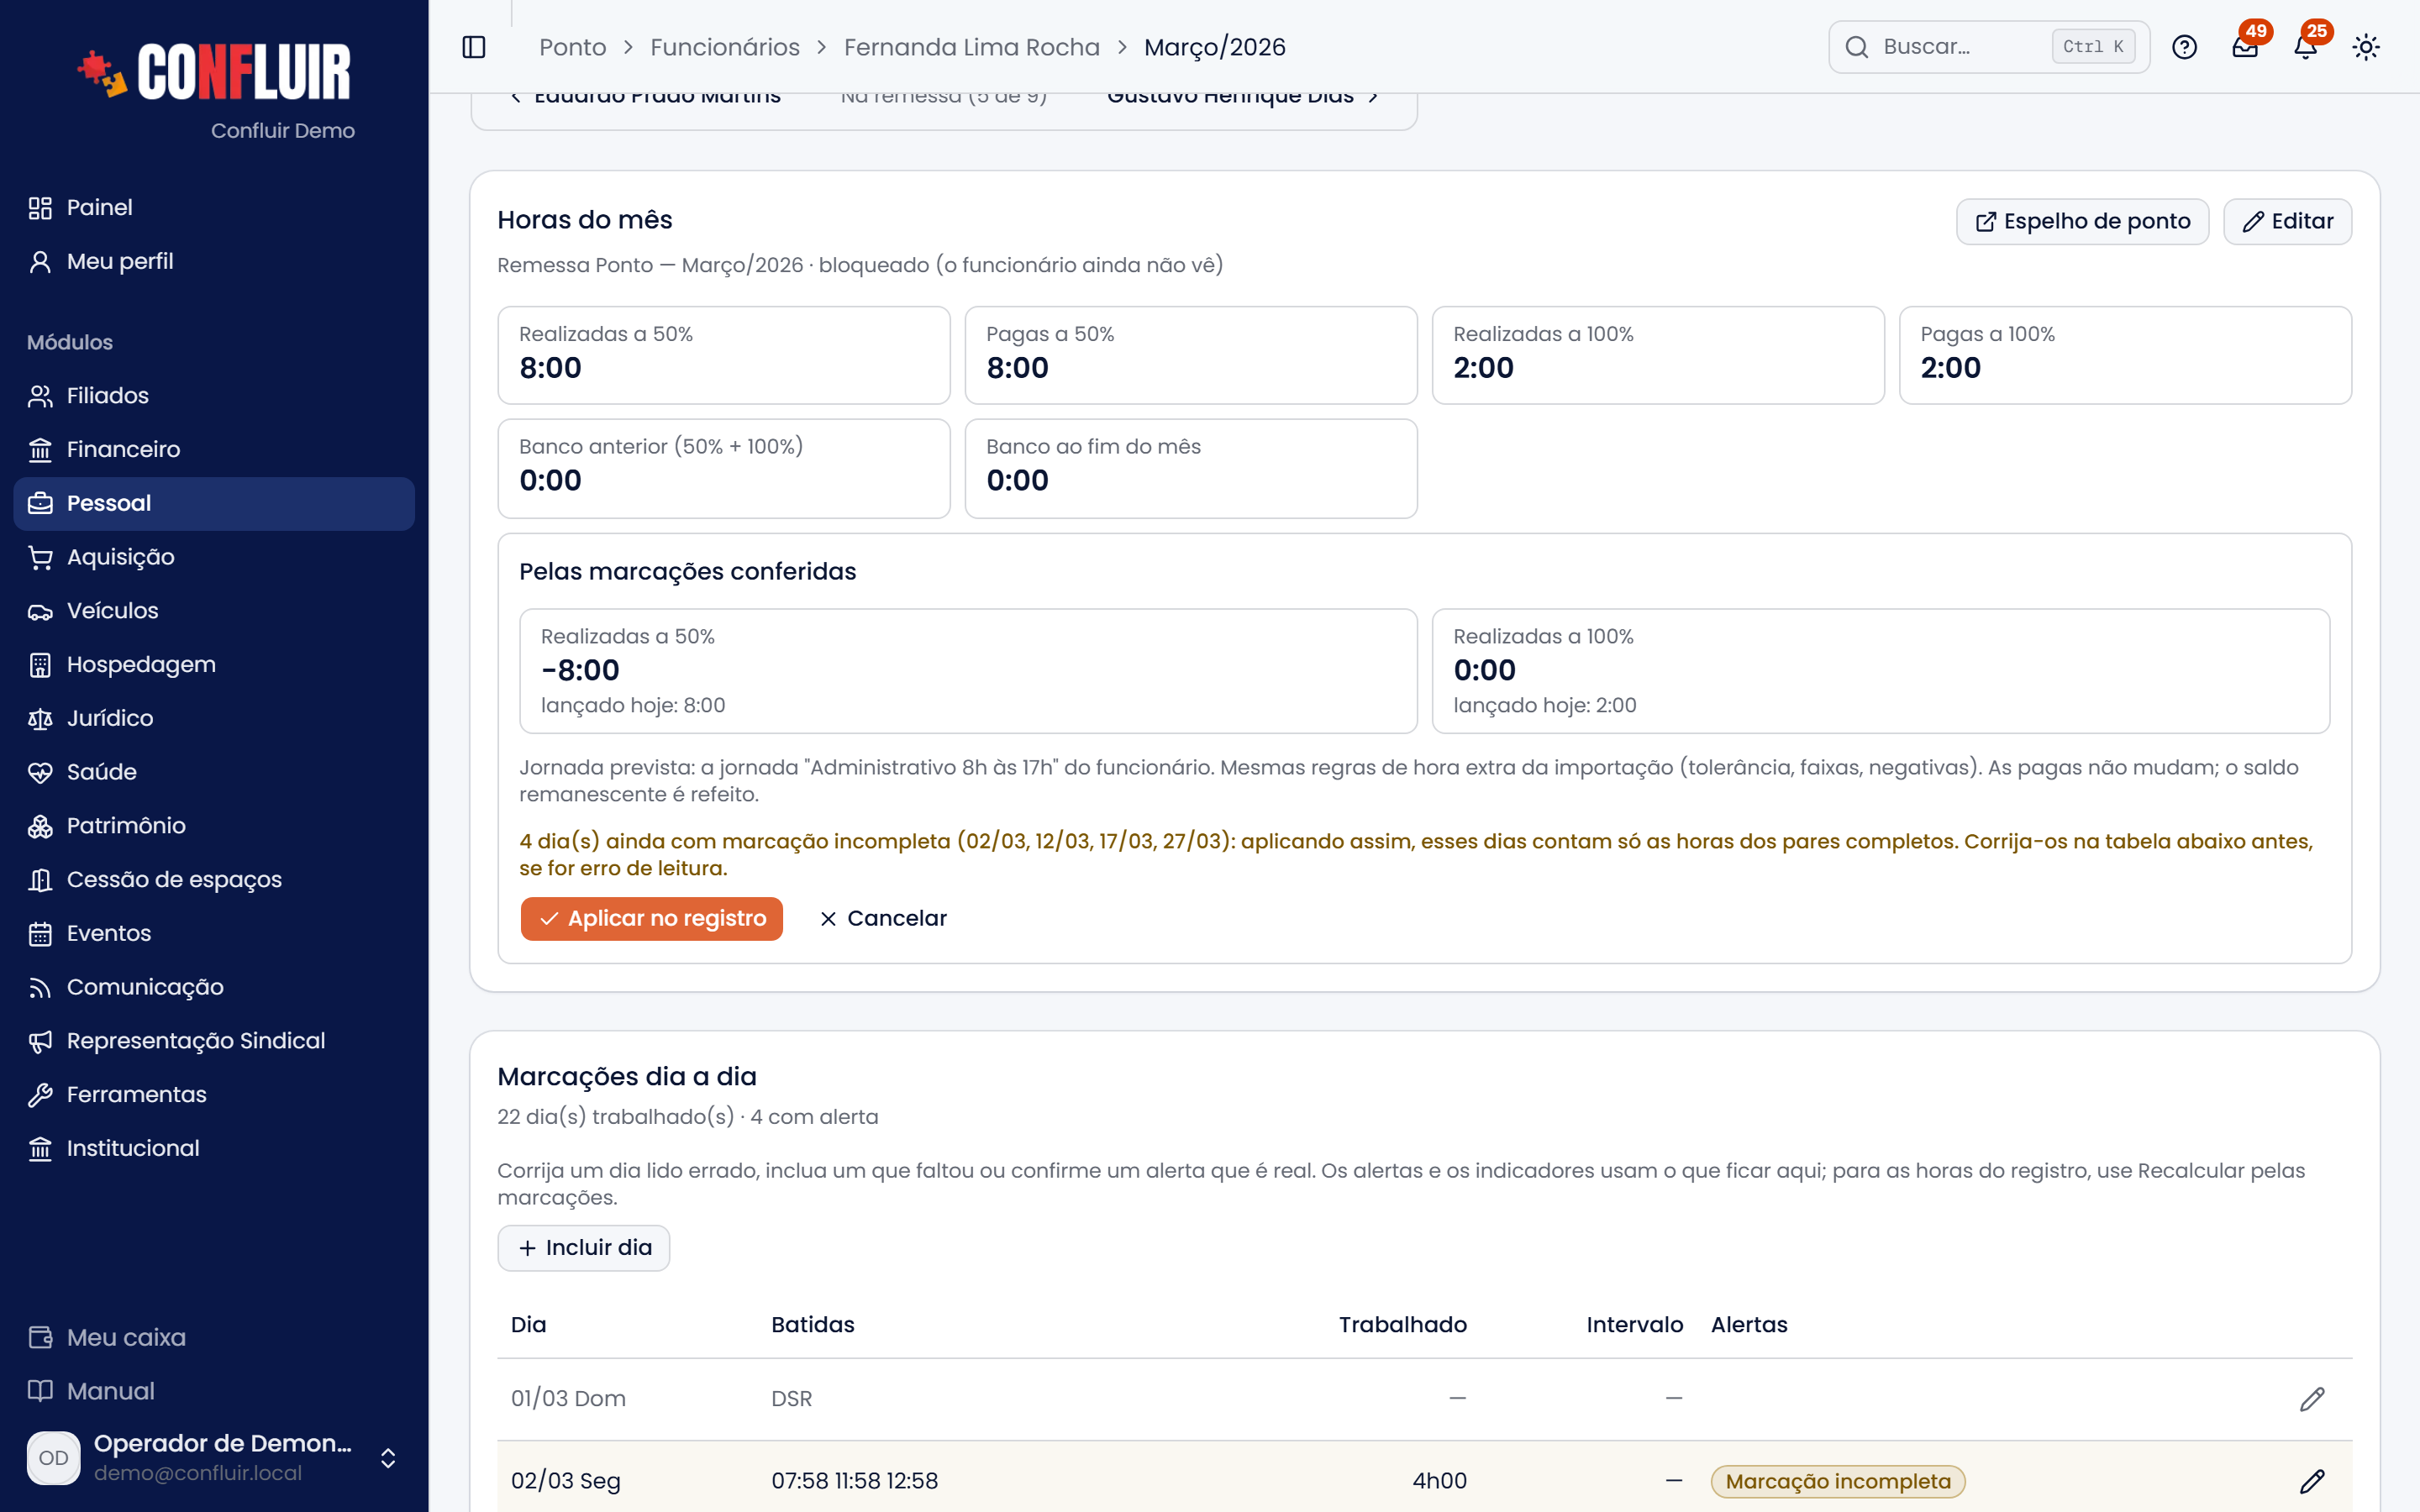 CONFLUIR
Confluir Demo
Painel
Meu perfil
Módulos
Filiados
Financeiro
Pessoal
Aquisição
Veículos
Hospedagem
Jurídico
Saúde
Patrimônio
Cessão de espaços
Eventos
Comunicação
Representação Sindical
Ferramentas
Institucional
Meu caixa
Manual
OD
Operador de Demon...
demo@confluir.local
Ponto > Funcionários > Fernanda Lima Rocha > Março/2026
Buscar...
Ctrl K
49
25
Eduardo Prado Martins
Na remessa (5 de 9)
Gustavo Henrique Dias
Horas do mês
Espelho de ponto
Editar
Remessa Ponto — Março/2026 · bloqueado (o funcionário ainda não vê)
Realizadas a 50%
8:00
Pagas a 50%
8:00
Realizadas a 100%
2:00
Pagas a 100%
2:00
Banco anterior (50% + 100%)
0:00
Banco ao fim do mês
0:00
Pelas marcações conferidas
Realizadas a 50%
-8:00
lançado hoje: 8:00
Realizadas a 100%
0:00
lançado hoje: 2:00
Jornada prevista: a jornada "Administrativo 8h às 17h" do funcionário. Mesmas regras de hora extra da importação (tolerância, faixas, negativas). As pagas não mudam; o saldo
remanescente é refeito.
4 dia(s) ainda com marcação incompleta (02/03, 12/03, 17/03, 27/03): aplicando assim, esses dias contam só as horas dos pares completos. Corrija-os na tabela abaixo antes,
se for erro de leitura.
Aplicar no registro
Cancelar
Marcações dia a dia
22 dia(s) trabalhado(s) · 4 com alerta
Corrija um dia lido errado, inclua um que faltou ou confirme um alerta que é real. Os alertas e os indicadores usam o que ficar aqui; para as horas do registro, use Recalcular pelas
marcações.
+ Incluir dia
Dia Batidas Trabalhado Intervalo Alertas
01/03 Dom DSR — —
02/03 Seg 07:58 11:58 12:58 4h00 — Marcação incompleta